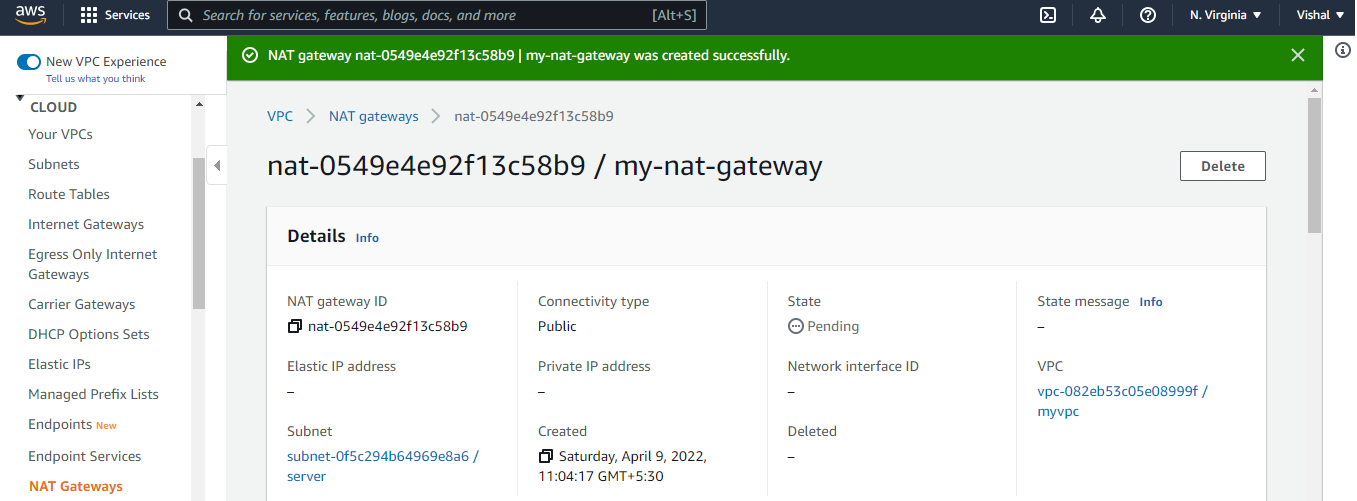 aws
Services
Search for services, features, blogs, docs, and more
[Alt+S]
N. Virginia
Vishal
New VPC Experience
Tell us what you think
CLOUD
Your VPCs
Subnets
Route Tables
Internet Gateways
Egress Only Internet
Gateways
Carrier Gateways
DHCP Options Sets
Elastic IPs
Managed Prefix Lists
Endpoints New
Endpoint Services
NAT Gateways
NAT gateway nat-0549e4e92f13c58b9 | my-nat-gateway was created successfully.
VPC
NAT gateways
nat-0549e4e92f13c58b9
nat-0549e4e92f13c58b9 / my-nat-gateway
Delete
Details Info
NAT gateway ID
nat-0549e4e92f13c58b9
Connectivity type
Public
State
Pending
State message Info
–
Elastic IP address
–
Private IP address
–
Network interface ID
–
VPC
vpc-082eb53c05e08999f /
myvpc
Subnet
subnet-0f5c294b64969e8a6 /
server
Created
Saturday, April 9, 2022,
11:04:17 GMT+5:30
Deleted
–